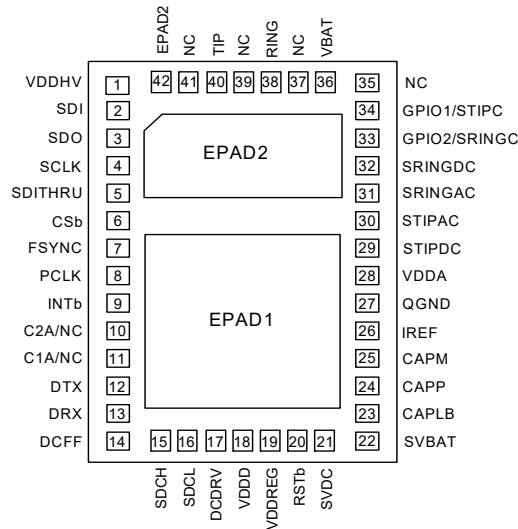 EPAD2
NC
TIP
NC
RING
NC
VBAT
42 41 40 39 38 37 36
VDDHV 1
SDI 2
SDO 3
SCLK 4
SDITHRU 5
CSb 6
FSYNC 7
PCLK 8
INTb 9
C2A/NC 10
C1A/NC 11
DTX 12
DRX 13
DCFF 14
EPAD2
EPAD1
35 NC
34 GPIO1/STIPC
33 GPIO2/SRINGC
32 SRINGDC
31 SRINGAC
30 STIPAC
29 STIPDC
28 VDDA
27 QGND
26 IREF
25 CAPM
24 CAPP
23 CAPLB
22 SVBAT
15 16 17 18 19 20 21
SDCH
SDCL
DCDRV
VDDD
VDDREG
RSTb
SVDC